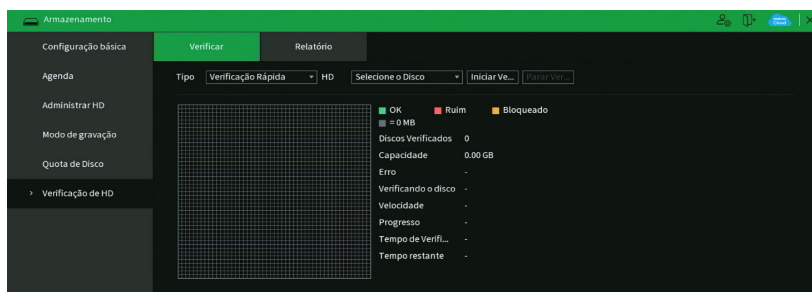 Armazenamento
Configuração básica
Agenda
Administrar HD
Modo de gravação
Quota de Disco
Verificação de HD
Verificar Relatório
Tipo Verificação Rápida HD Selecione o Disco Iniciar Ve... Parar Ver...
OK Ruim Bloqueado
= 0 MB
Discos Verificados 0
Capacidade 0.00 GB
Erro -
Verificando o disco -
Velocidade -
Progresso -
Tempo de Verifi... -
Tempo restante -